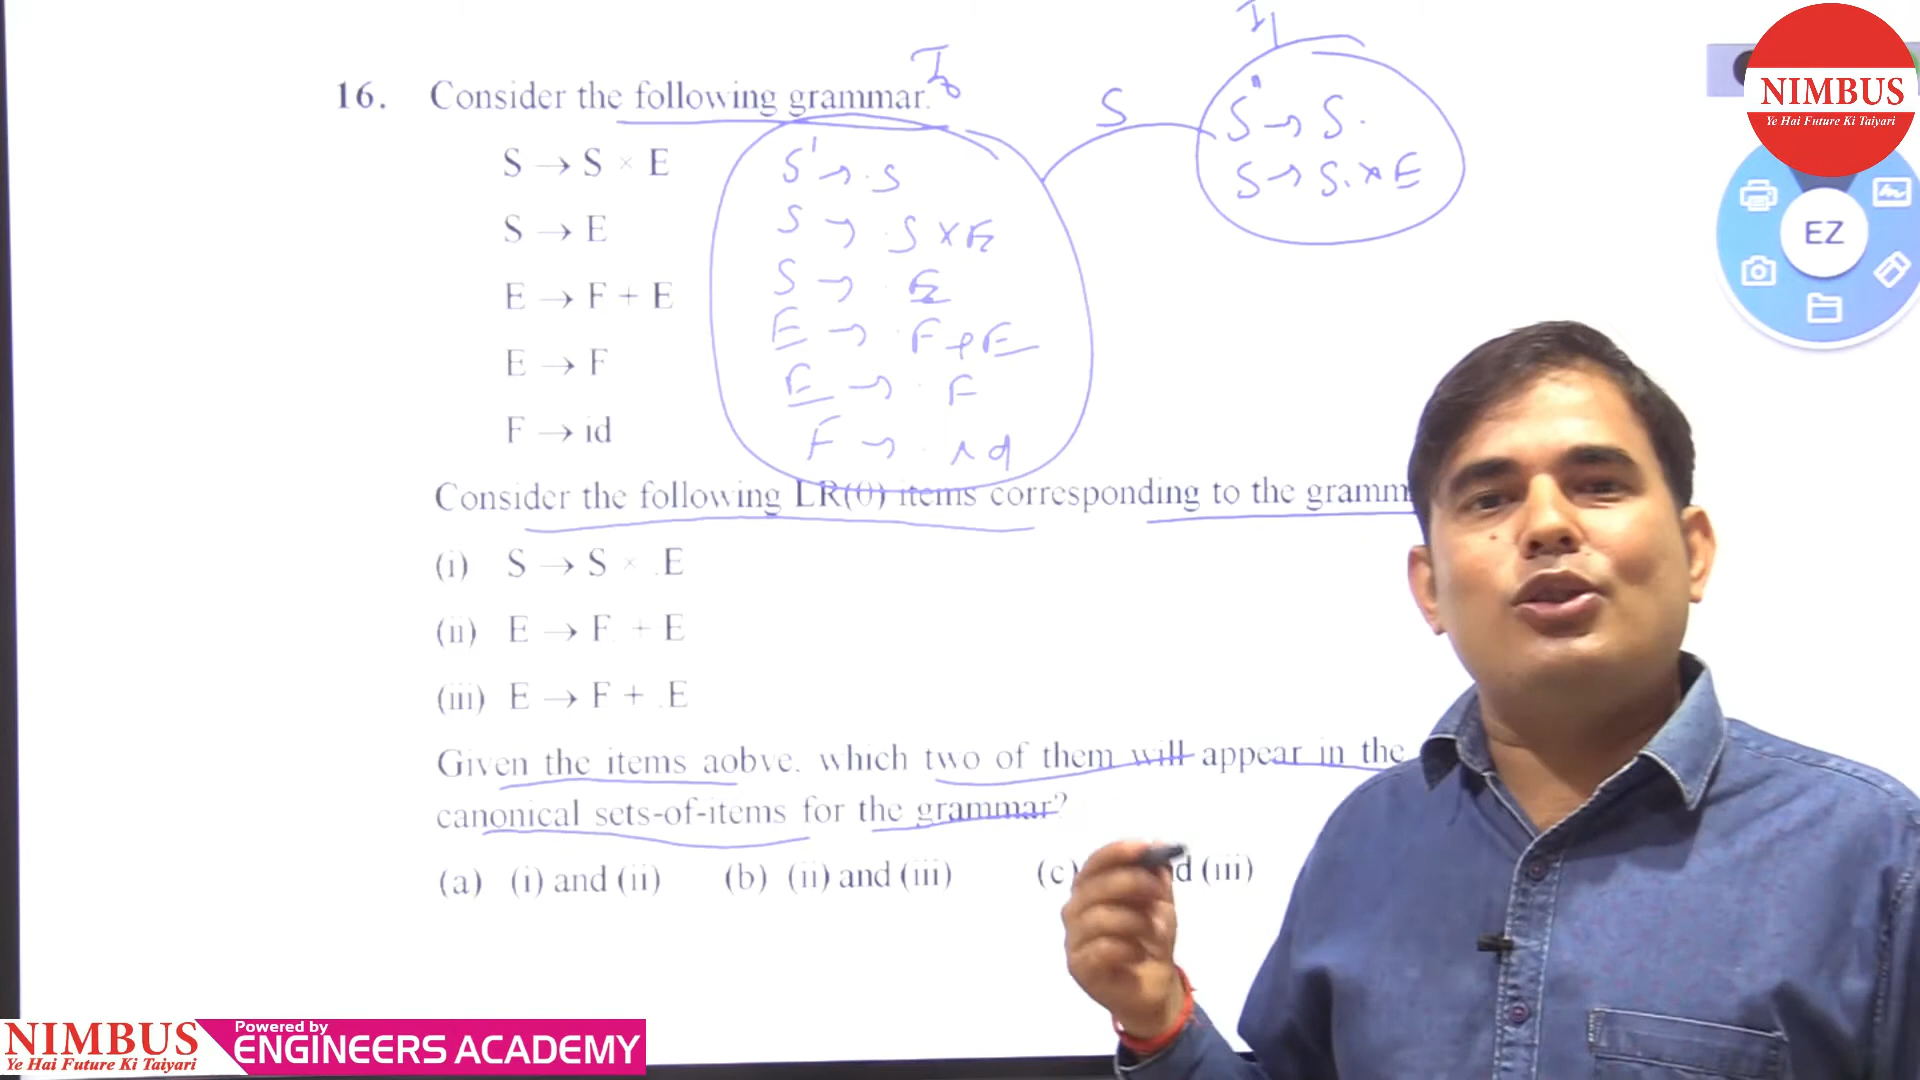 16. Consider the following grammar.
S → S × E
S → E
E → F + E
E → F
F → id
I0
S' → .S
S → .S × E
S → .E
E → .F + E
E → .F
F → .id
S
I1
S" → S.
S → S. × E
Consider the following LR(0) items corresponding to the gramm
(i) S → S × .E
(ii) E → F. + E
(iii) E → F + .E
Given the items aobve. which two of them will appear in the
canonical sets-of-items for the grammar?
(a) (i) and (ii) (b) (ii) and (iii) (c) d (iii)
NIMBUS
Ye Hai Future Ki Taiyari
EZ
NIMBUS
Ye Hai Future Ki Taiyari
Powered by
ENGINEERS ACADEMY